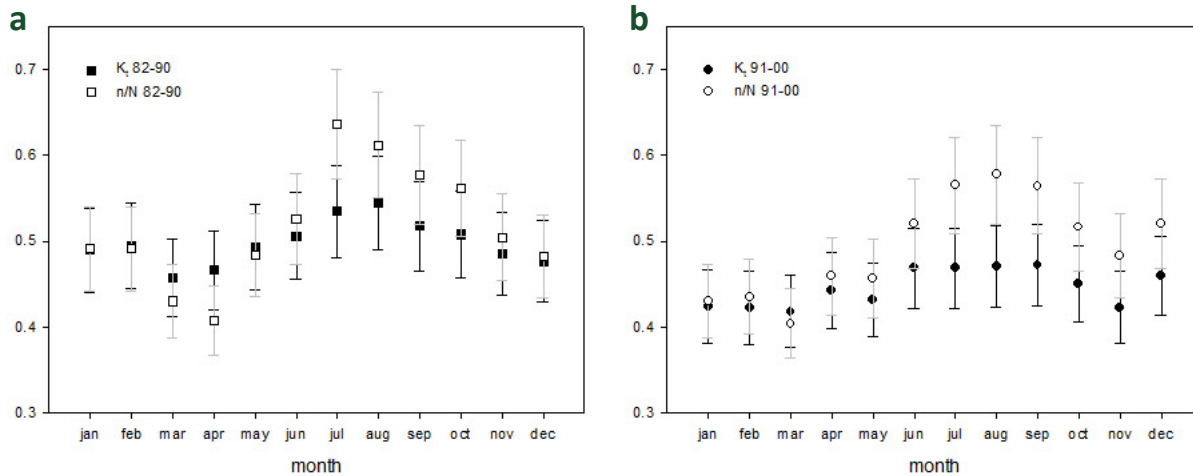 a
K_t 82-90
n/N 82-90
0.7
0.6
0.5
0.4
0.3
jan feb mar apr may jun jul aug sep oct nov dec
month
b
K_t 91-00
n/N 91-00
0.7
0.6
0.5
0.4
0.3
jan feb mar apr may jun jul aug sep oct nov dec
month